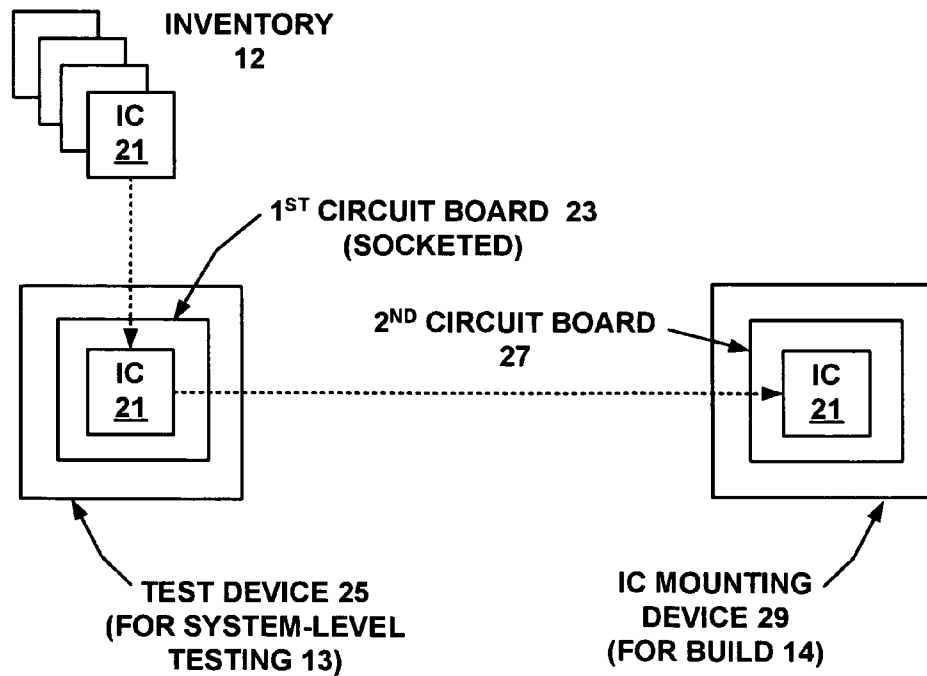 INVENTORY
12
IC
21
1ST CIRCUIT BOARD 23
(SOCKETED)
2ND CIRCUIT BOARD
27
IC
21
IC
21
TEST DEVICE 25
(FOR SYSTEM-LEVEL
TESTING 13)
IC MOUNTING
DEVICE 29
(FOR BUILD 14)